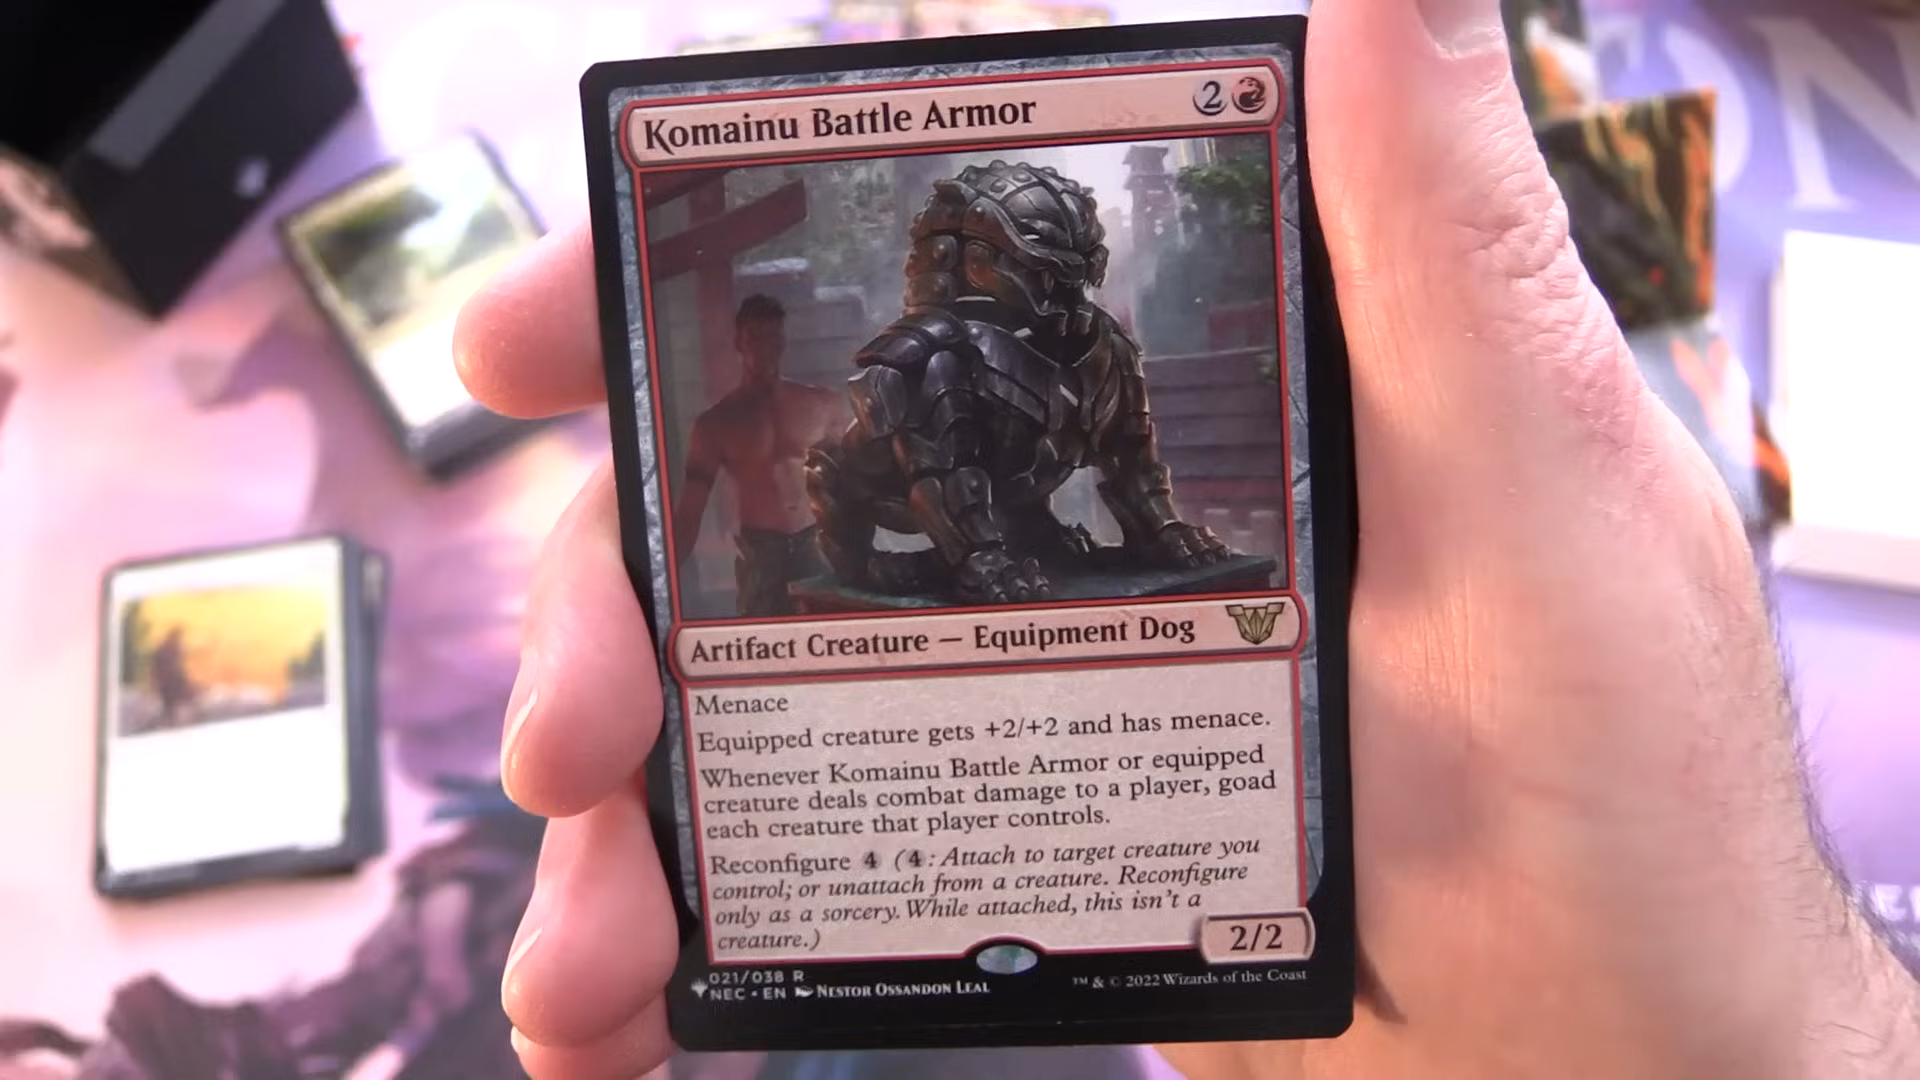 Komainu Battle Armor 2
Artifact Creature — Equipment Dog
Menace
Equipped creature gets +2/+2 and has menace.
Whenever Komainu Battle Armor or equipped
creature deals combat damage to a player, goad
each creature that player controls.
Reconfigure 4 (4: Attach to target creature you
control; or unattach from a creature. Reconfigure
only as a sorcery. While attached, this isn't a
creature.)
2/2
021/038 R
NEC • EN NESTOR OSSANDON LEAL
™ & © 2022 Wizards of the Coast